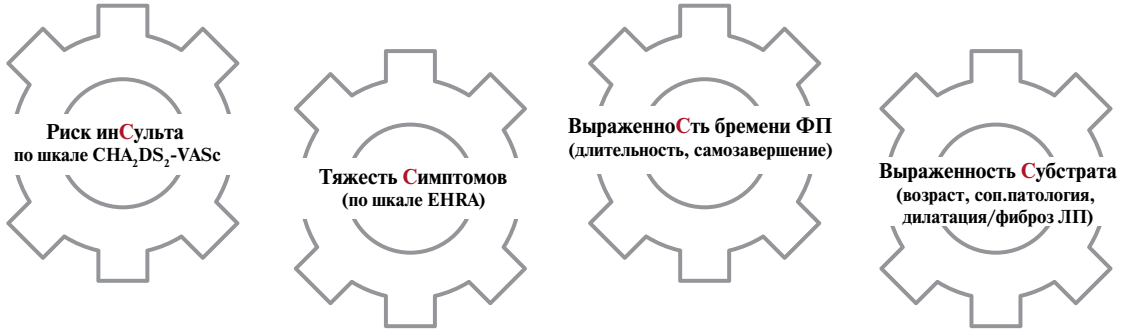 Риск инСульта
по шкале CHA₂DS₂-VASc
Тяжесть Симптомов
(по шкале EHRA)
ВыраженноСть бремени ФП
(длительность, самозавершение)
Выраженность Субстрата
(возраст, соп.патология,
дилатация/фиброз ЛП)